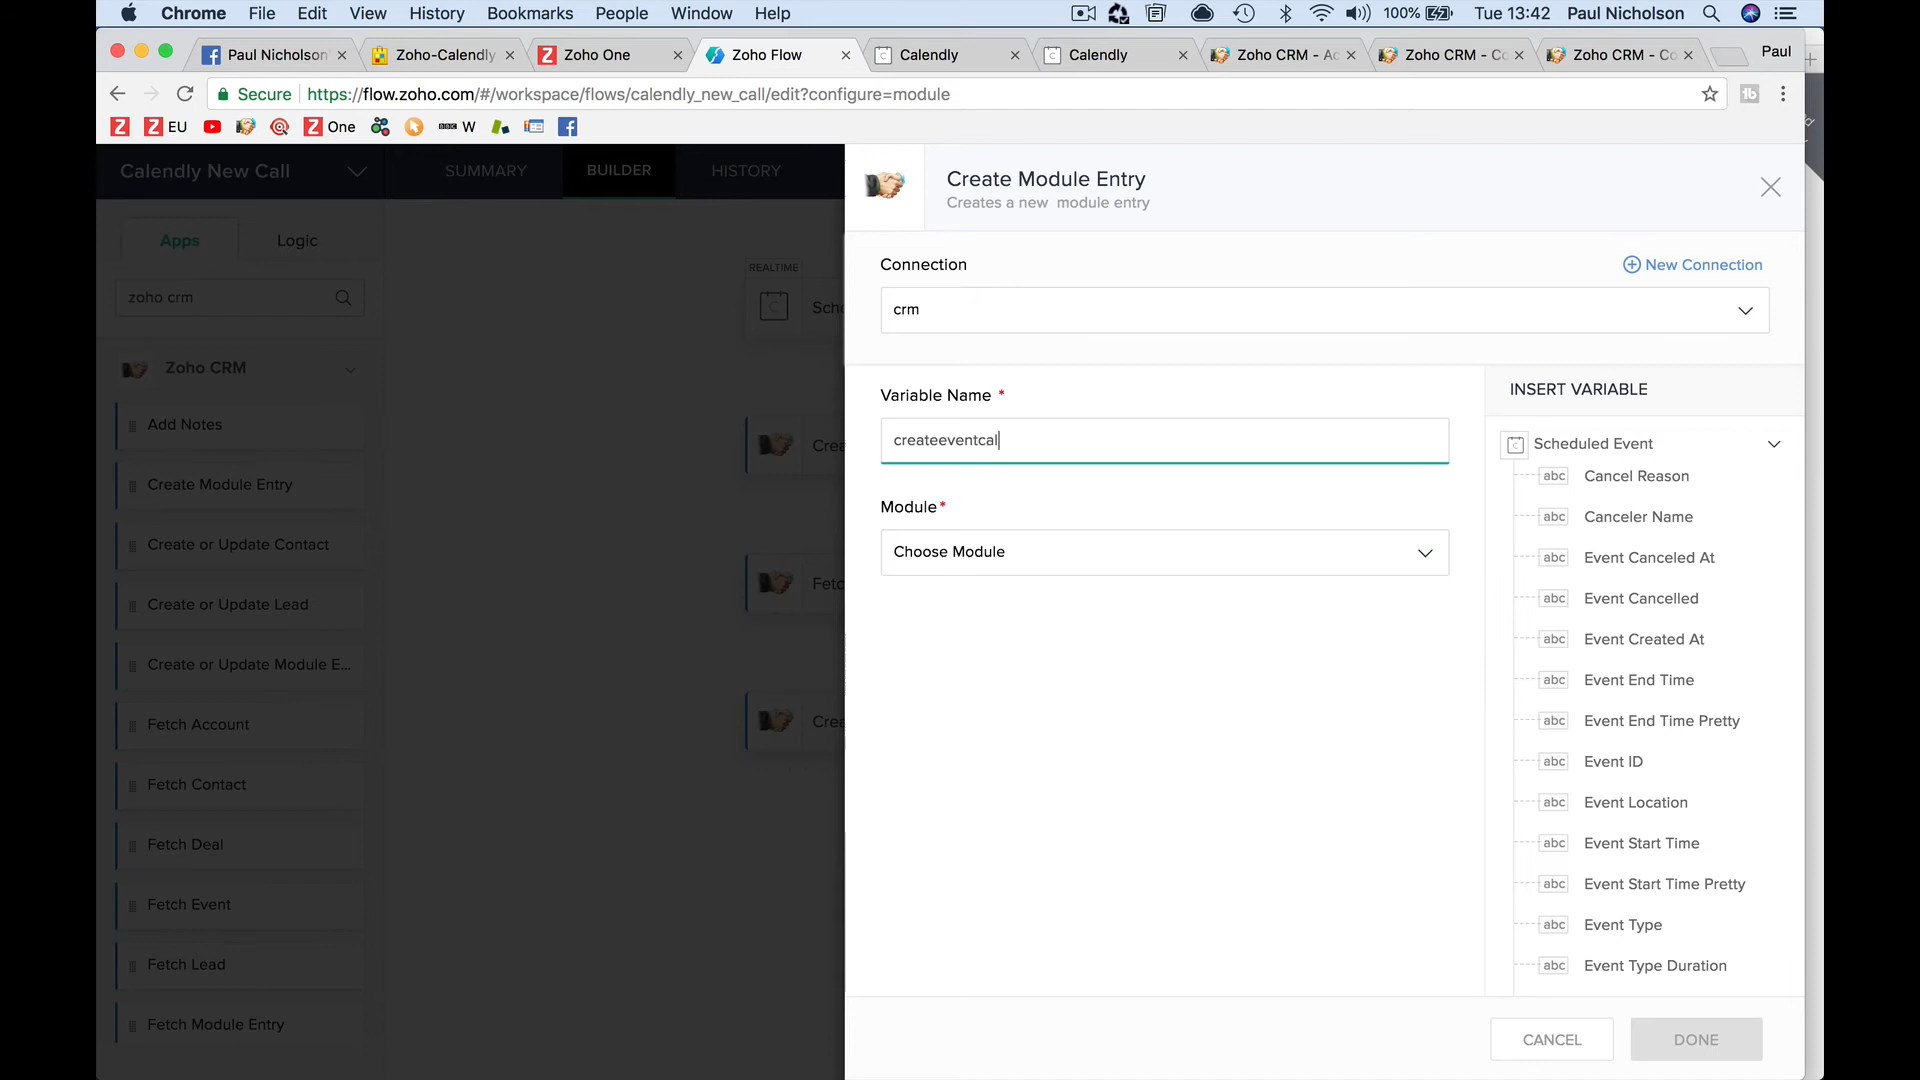 Chrome File Edit View History Bookmarks People Window Help 100% Tue 13:42 Paul Nicholson
Paul Nicholson Zoho-Calendly Zoho One Zoho Flow Calendly Calendly Zoho CRM - Ac Zoho CRM - Co Zoho CRM - Co Paul
Secure https://flow.zoho.com/#/workspace/flows/calendly_new_call/edit?configure=module
EU One BBC W
Calendly New Call SUMMARY BUILDER HISTORY
Create Module Entry
Creates a new module entry
Apps Logic
zoho crm
Zoho CRM
Add Notes
Create Module Entry
Create or Update Contact
Create or Update Lead
Create or Update Module E...
Fetch Account
Fetch Contact
Fetch Deal
Fetch Event
Fetch Lead
Fetch Module Entry
REALTIME
Sche
Crea
Fetc
Crea
Connection New Connection
crm
Variable Name *
createeventcal
Module*
Choose Module
INSERT VARIABLE
Scheduled Event
abc Cancel Reason
abc Canceler Name
abc Event Canceled At
abc Event Cancelled
abc Event Created At
abc Event End Time
abc Event End Time Pretty
abc Event ID
abc Event Location
abc Event Start Time
abc Event Start Time Pretty
abc Event Type
abc Event Type Duration
CANCEL DONE